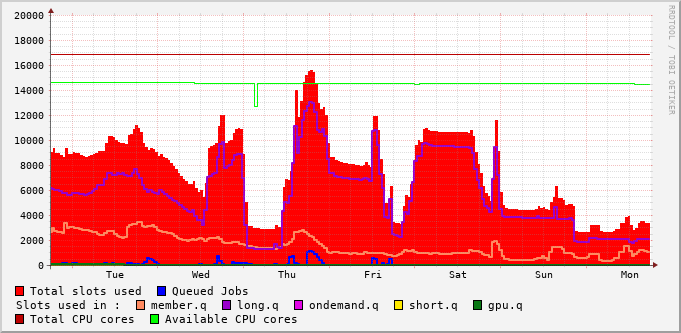 20000
18000
16000
14000
12000
10000
8000
6000
4000
2000
0
Tue Wed Thu Fri Sat Sun Mon
Total slots used Queued Jobs
Slots used in : member.q long.q ondemand.q short.q gpu.q
Total CPU cores Available CPU cores
RRDTOOL / TOBI OETIKER